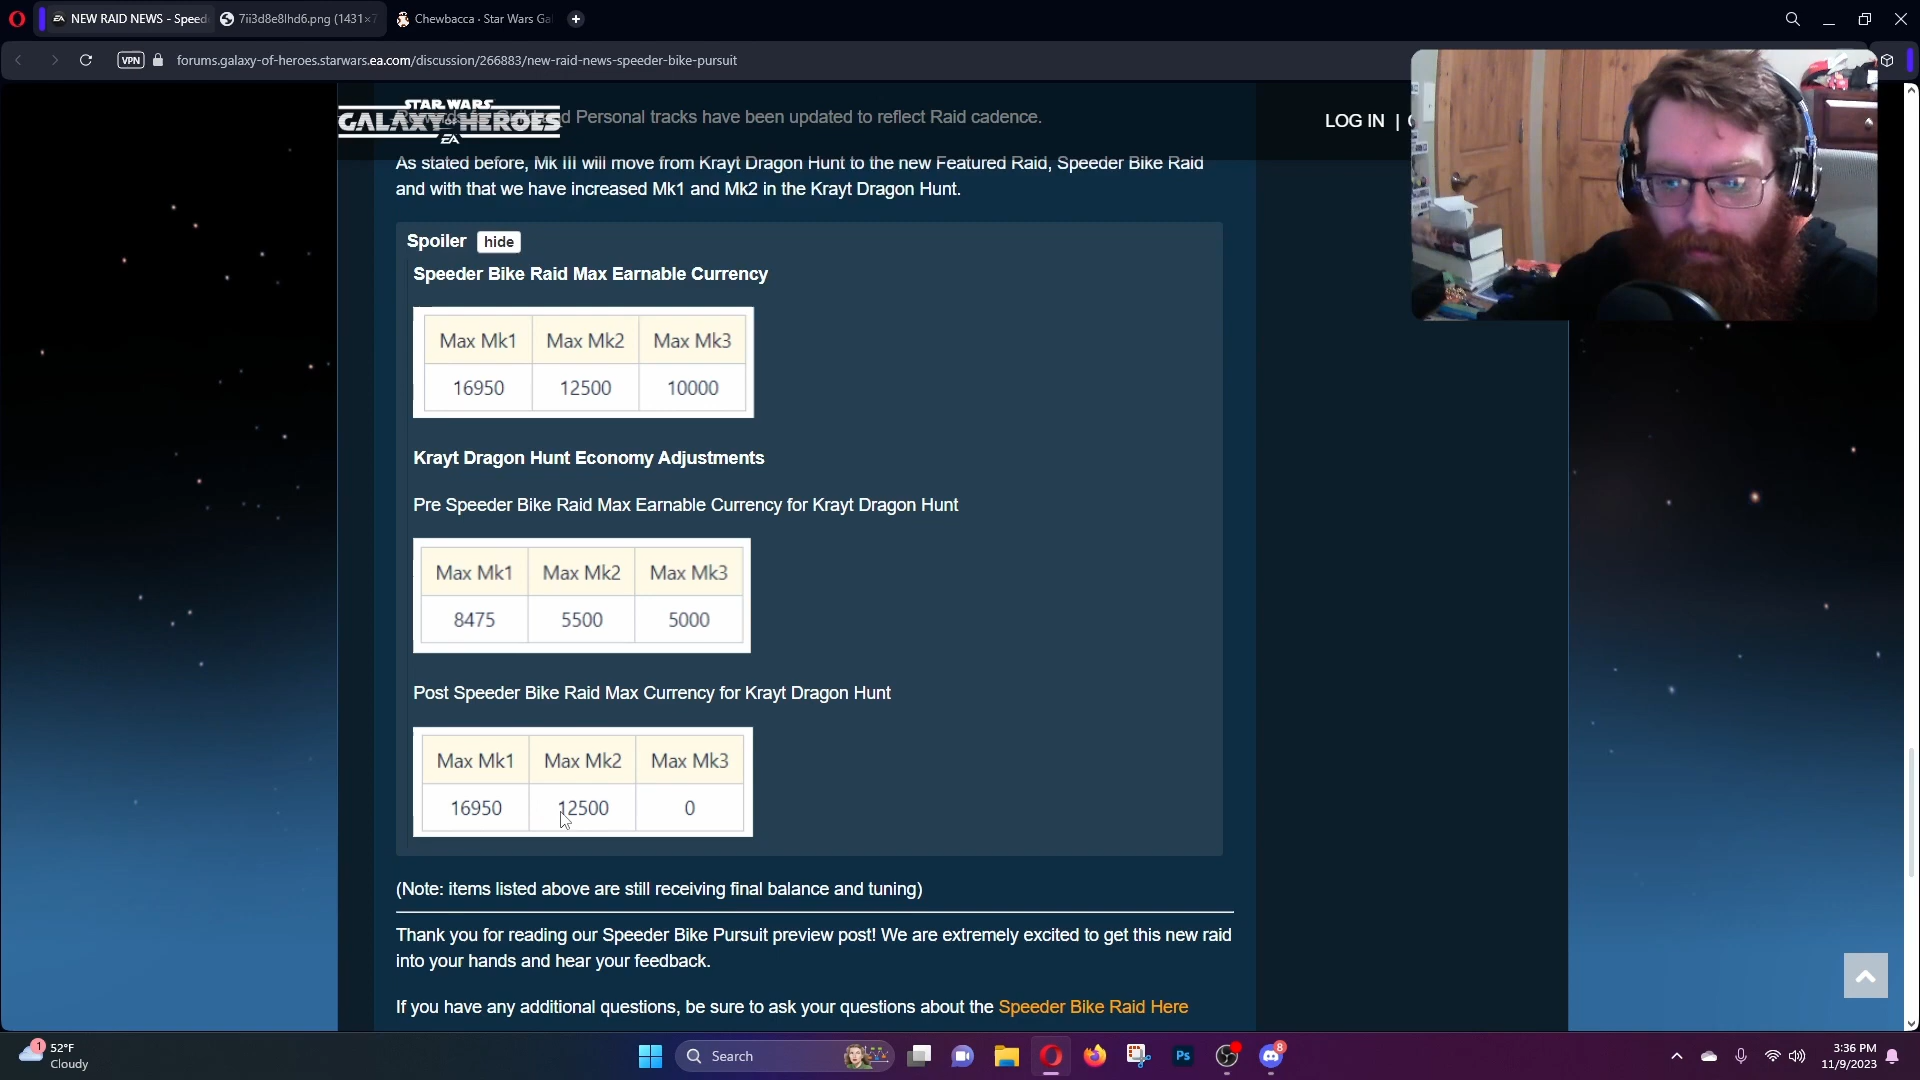 NEW RAID NEWS - Speed
7ii3d8e8lhd6.png (1431×7
Chewbacca · Star Wars Ga
VPN
forums.galaxy-of-heroes.starwars.ea.com/discussion/266883/new-raid-news-speeder-bike-pursuit
STAR WARS
GALAXY OF HEROES
EA
d Personal tracks have been updated to reflect Raid cadence.
LOG IN |
As stated before, Mk III will move from Krayt Dragon Hunt to the new Featured Raid, Speeder Bike Raid
and with that we have increased Mk1 and Mk2 in the Krayt Dragon Hunt.
Spoiler hide
Speeder Bike Raid Max Earnable Currency
Max Mk1 Max Mk2 Max Mk3
16950 12500 10000
Krayt Dragon Hunt Economy Adjustments
Pre Speeder Bike Raid Max Earnable Currency for Krayt Dragon Hunt
Max Mk1 Max Mk2 Max Mk3
8475 5500 5000
Post Speeder Bike Raid Max Currency for Krayt Dragon Hunt
Max Mk1 Max Mk2 Max Mk3
16950 12500 0
(Note: items listed above are still receiving final balance and tuning)
Thank you for reading our Speeder Bike Pursuit preview post! We are extremely excited to get this new raid
into your hands and hear your feedback.
If you have any additional questions, be sure to ask your questions about the Speeder Bike Raid Here
1
52°F
Cloudy
Search
Ps
8
3:36 PM
11/9/2023